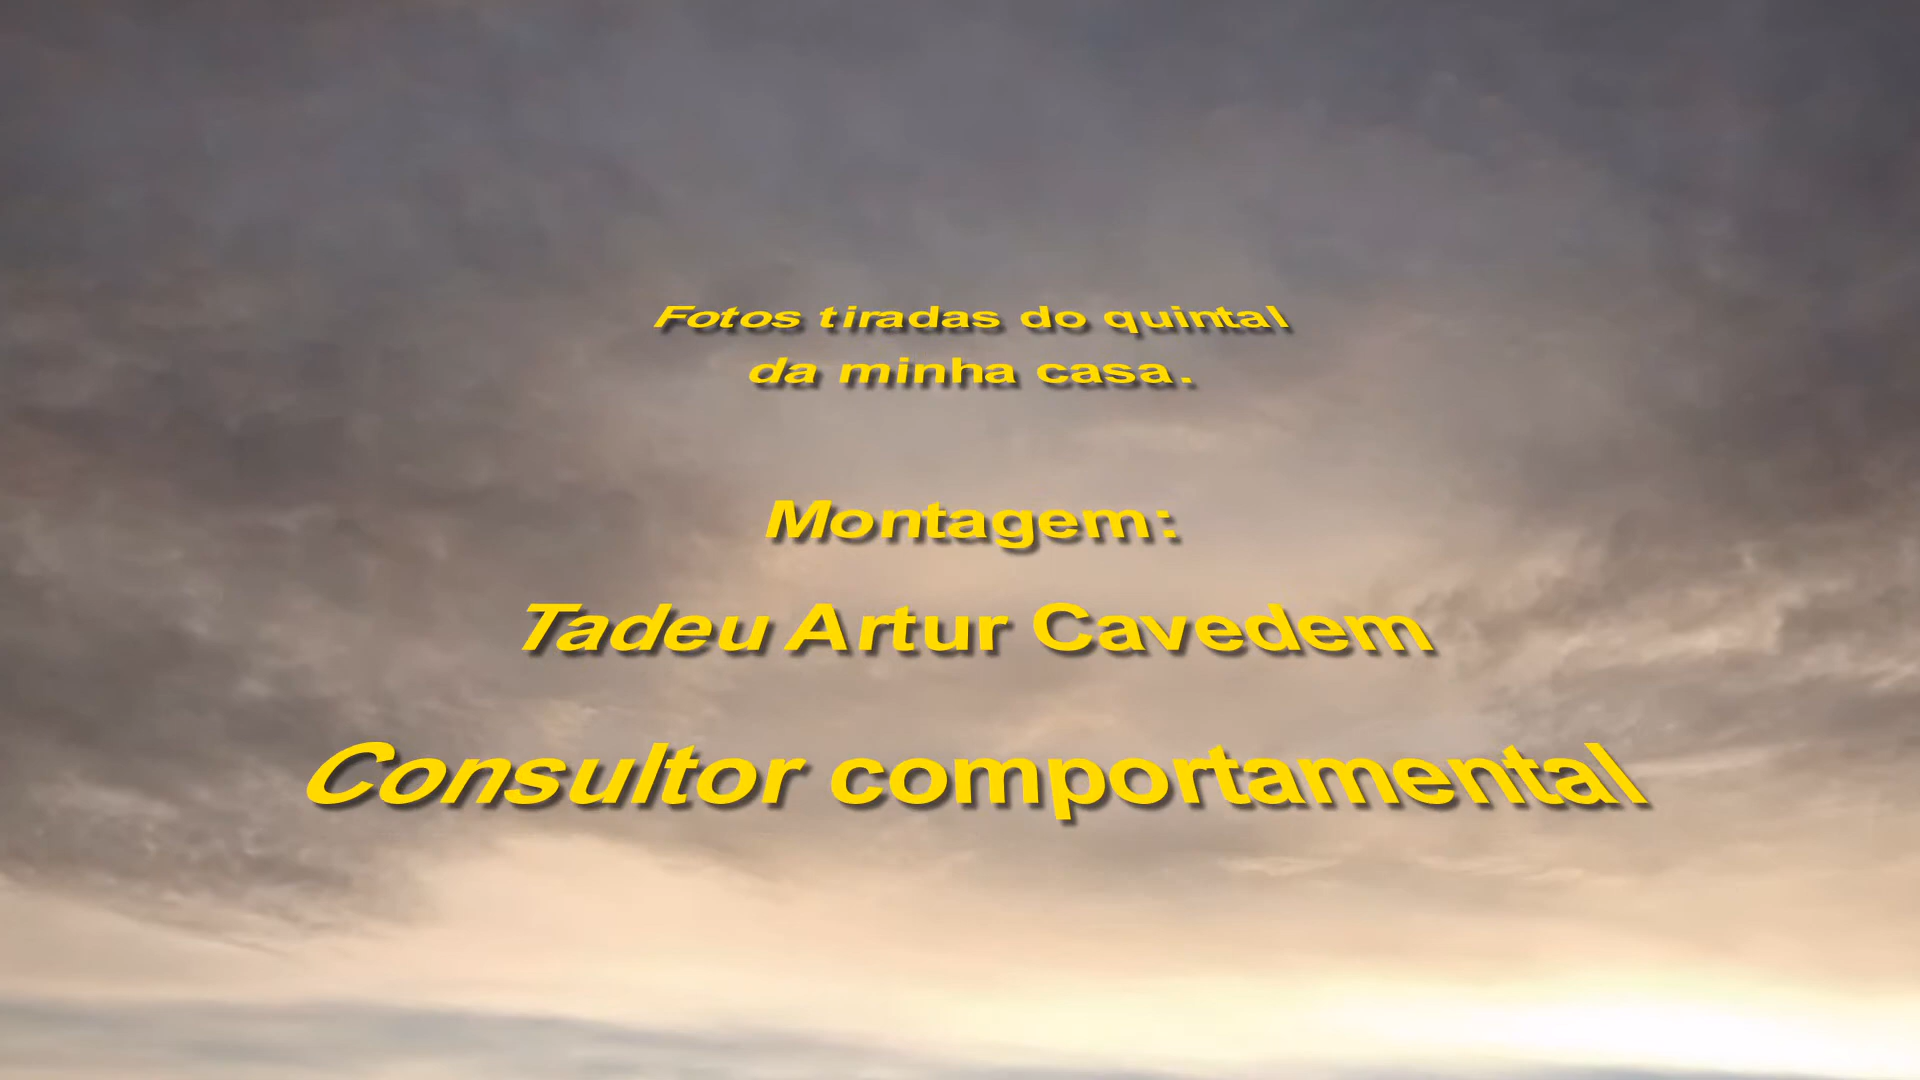 Fotos tiradas do quintal
da minha casa.
Montagem:
Tadeu Artur Cavedem
Consultor comportamental